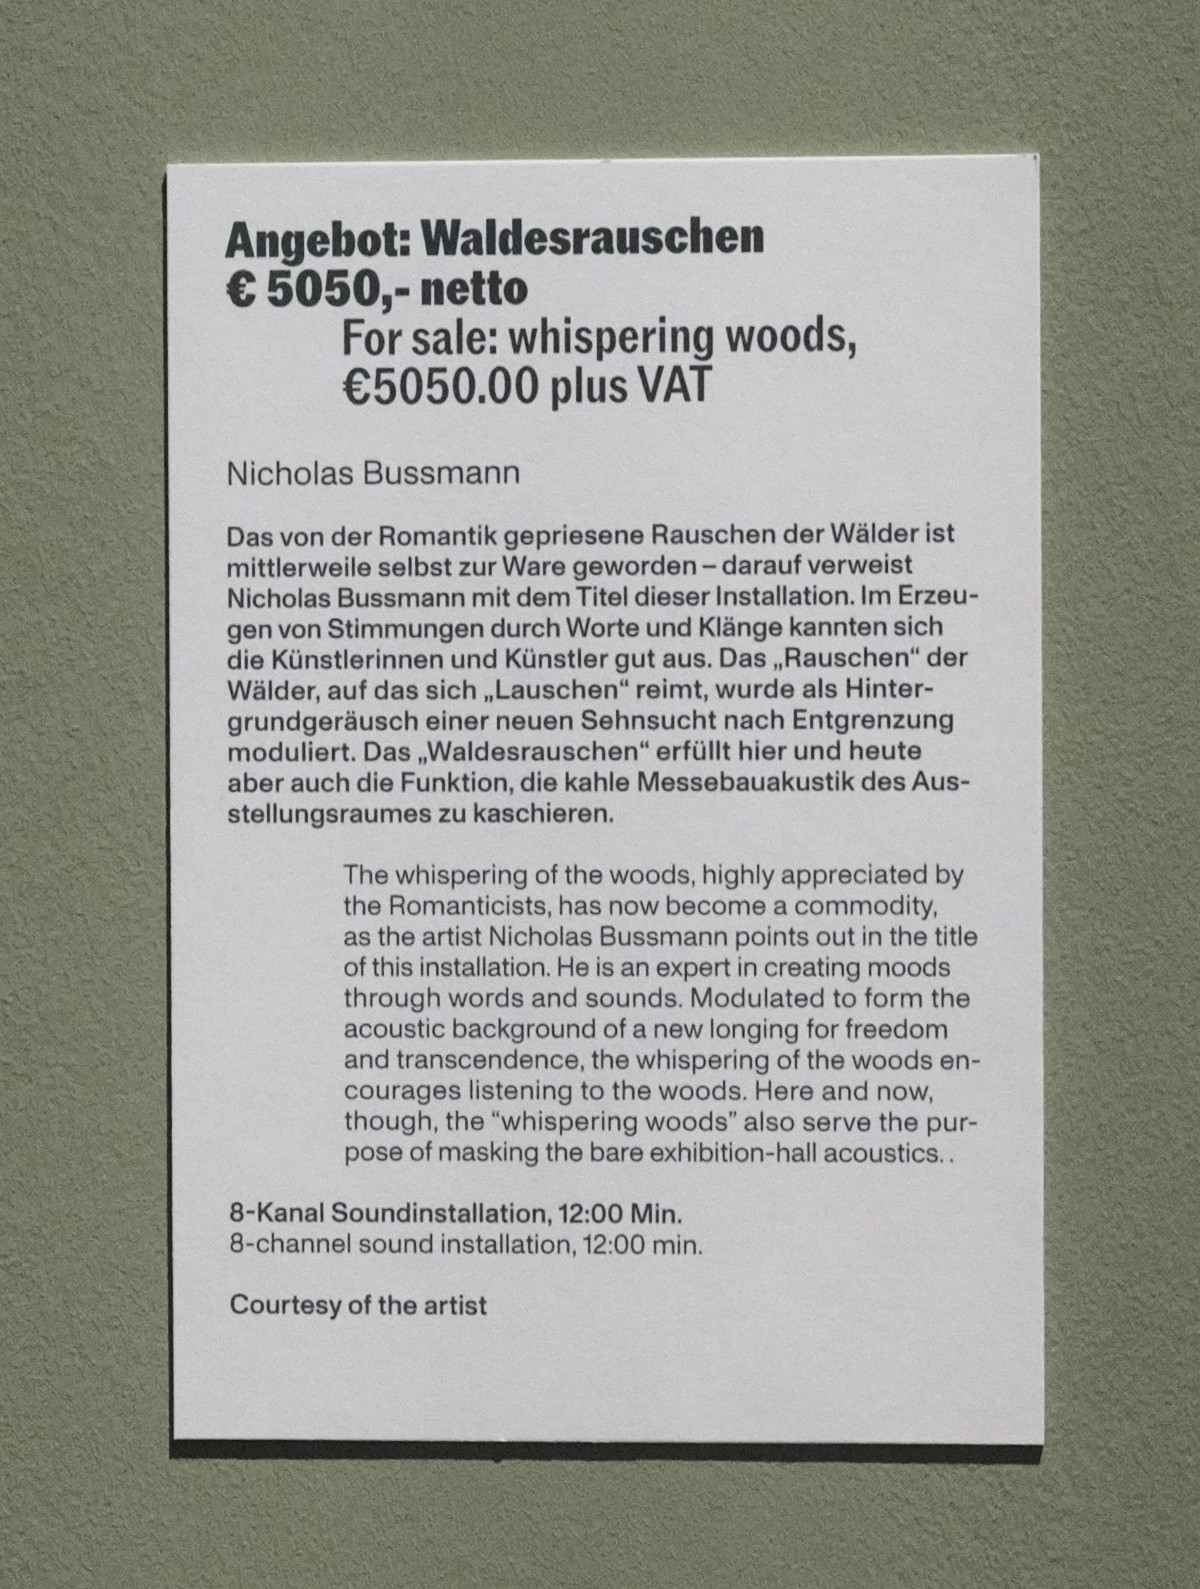 Angebot: Waldesrauschen
€ 5050,- netto
For sale: whispering woods,
€5050.00 plus VAT
Nicholas Bussmann
Das von der Romantik gepriesene Rauschen der Wälder ist
mittlerweile selbst zur Ware geworden – darauf verweist
Nicholas Bussmann mit dem Titel dieser Installation. Im Erzeu-
gen von Stimmungen durch Worte und Klänge kannten sich
die Künstlerinnen und Künstler gut aus. Das „Rauschen“ der
Wälder, auf das sich „Lauschen“ reimt, wurde als Hinter-
grundgeräusch einer neuen Sehnsucht nach Entgrenzung
moduliert. Das „Waldesrauschen“ erfüllt hier und heute
aber auch die Funktion, die kahle Messebauakustik des Aus-
stellungsraumes zu kaschieren.
The whispering of the woods, highly appreciated by
the Romanticists, has now become a commodity,
as the artist Nicholas Bussmann points out in the title
of this installation. He is an expert in creating moods
through words and sounds. Modulated to form the
acoustic background of a new longing for freedom
and transcendence, the whispering of the woods en-
courages listening to the woods. Here and now,
though, the “whispering woods” also serve the pur-
pose of masking the bare exhibition-hall acoustics. .
8-Kanal Soundinstallation, 12:00 Min.
8-channel sound installation, 12:00 min.
Courtesy of the artist